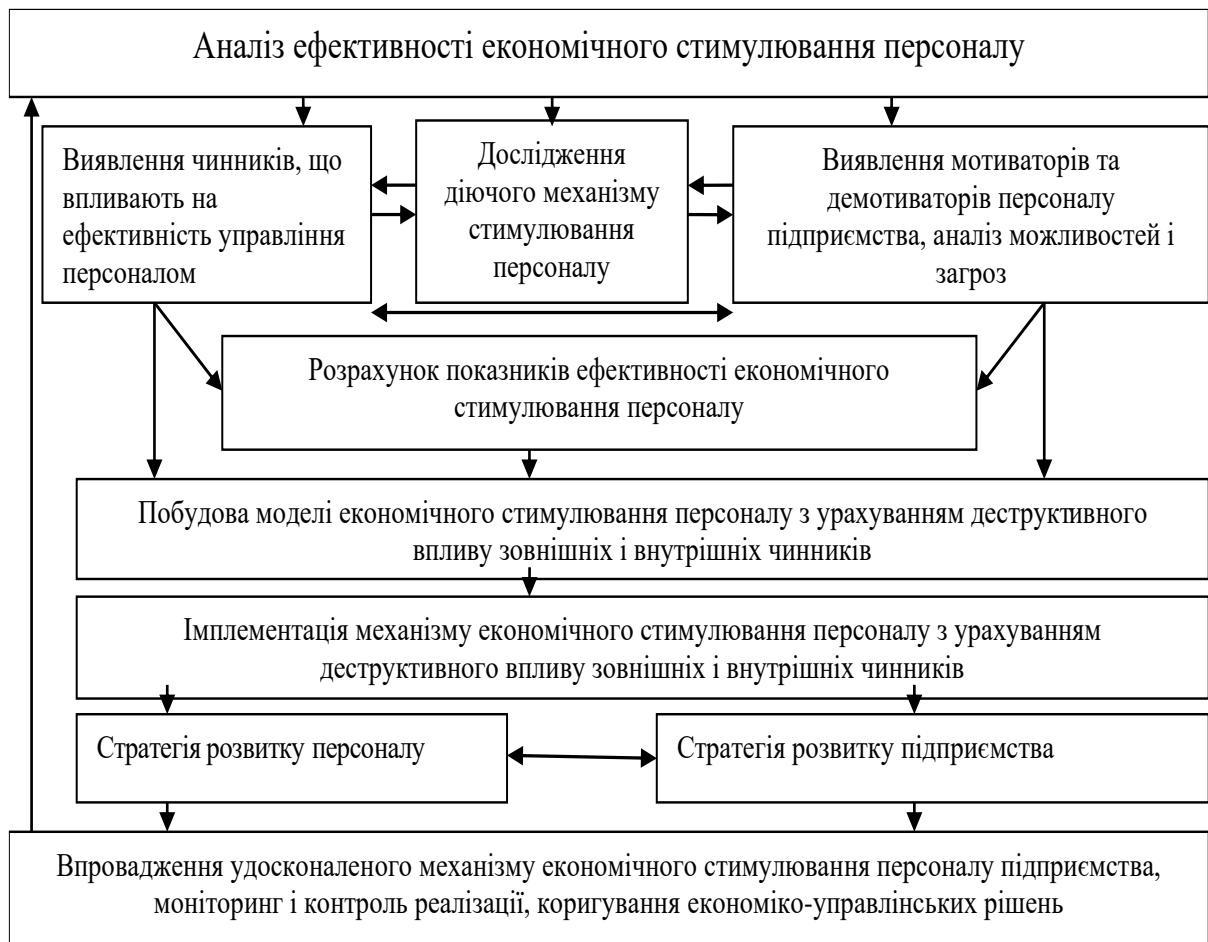 Аналіз ефективності економічного стимулювання персоналу
Виявлення чинників, що
впливають на
ефективність управління
персоналом
Дослідження
діючого механізму
стимулювання
персоналу
Виявлення мотиваторів та
демотиваторів персоналу
підприємства, аналіз можливостей і
загроз
Розрахунок показників ефективності економічного
стимулювання персоналу
Побудова моделі економічного стимулювання персоналу з урахуванням деструктивного
впливу зовнішніх і внутрішніх чинників
Імплементація механізму економічного стимулювання персоналу з урахуванням
деструктивного впливу зовнішніх і внутрішніх чинників
Стратегія розвитку персоналу
Стратегія розвитку підприємства
Впровадження удосконаленого механізму економічного стимулювання персоналу підприємства,
моніторинг і контроль реалізації, коригування економіко-управлінських рішень